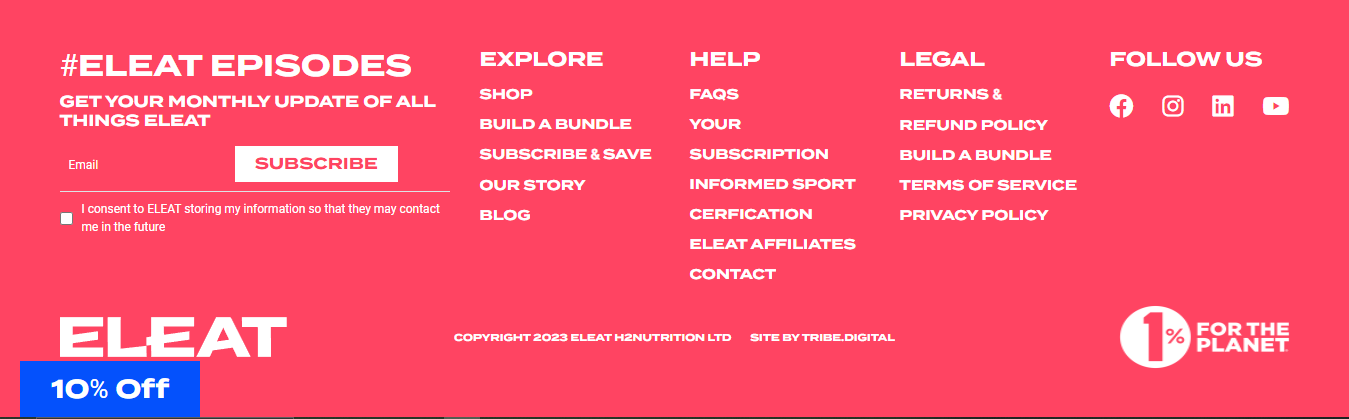 #ELEAT EPISODES
GET YOUR MONTHLY UPDATE OF ALL
THINGS ELEAT
Email
SUBSCRIBE
I consent to ELEAT storing my information so that they may contact
me in the future
EXPLORE
SHOP
BUILD A BUNDLE
SUBSCRIBE & SAVE
OUR STORY
BLOG
HELP
FAQS
YOUR
SUBSCRIPTION
INFORMED SPORT
CERFICATION
ELEAT AFFILIATES
CONTACT
LEGAL
RETURNS &
REFUND POLICY
BUILD A BUNDLE
TERMS OF SERVICE
PRIVACY POLICY
FOLLOW US
ELEAT
COPYRIGHT 2023 ELEAT H2NUTRITION LTD
SITE BY TRIBE.DIGITAL
1%
FOR THE
PLANET
10% Off